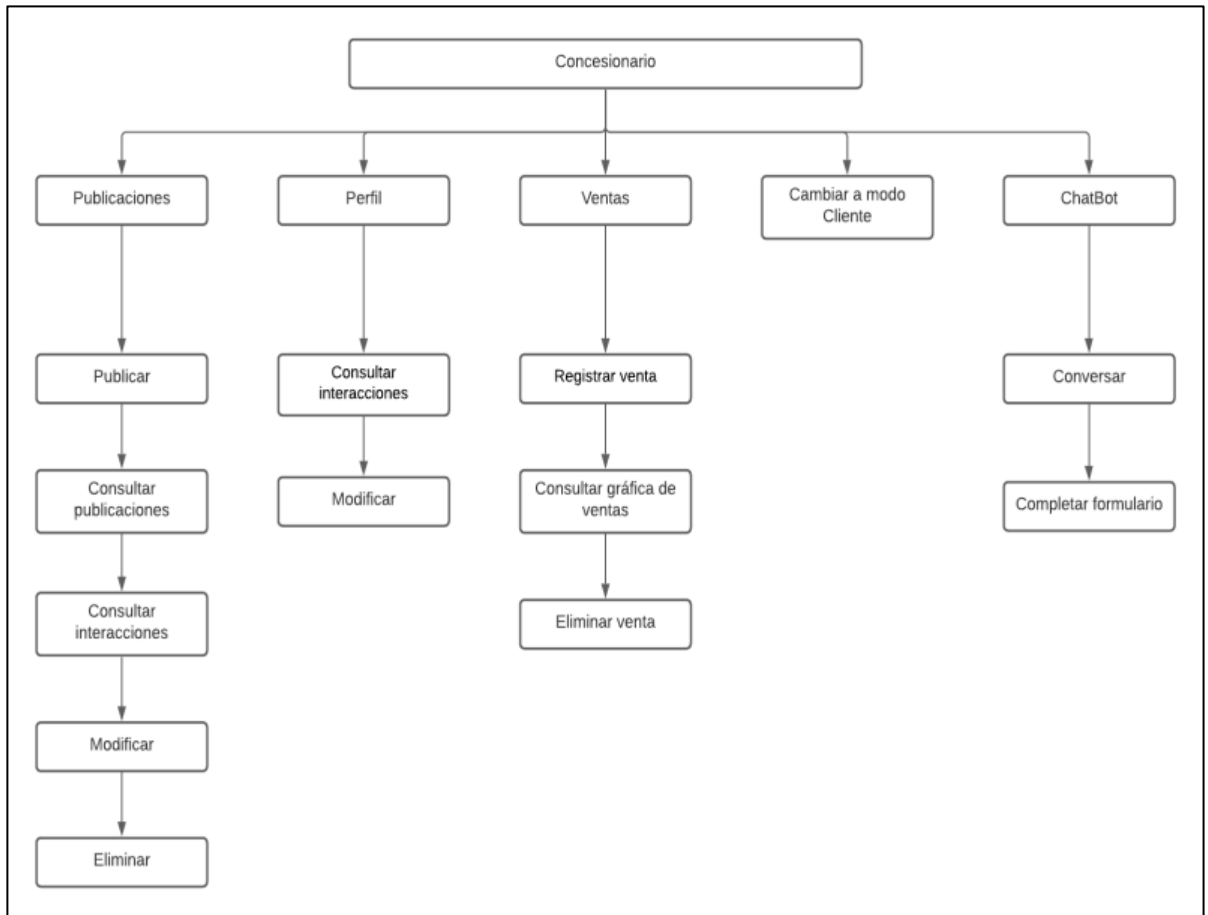 Concesionario
Publicaciones
Perfil
Ventas
Cambiar a modo
Cliente
ChatBot
Publicar
Consultar
interacciones
Registrar venta
Conversar
Consultar
publicaciones
Modificar
Consultar gráfica de
ventas
Completar formulario
Consultar
interacciones
Eliminar venta
Modificar
Eliminar